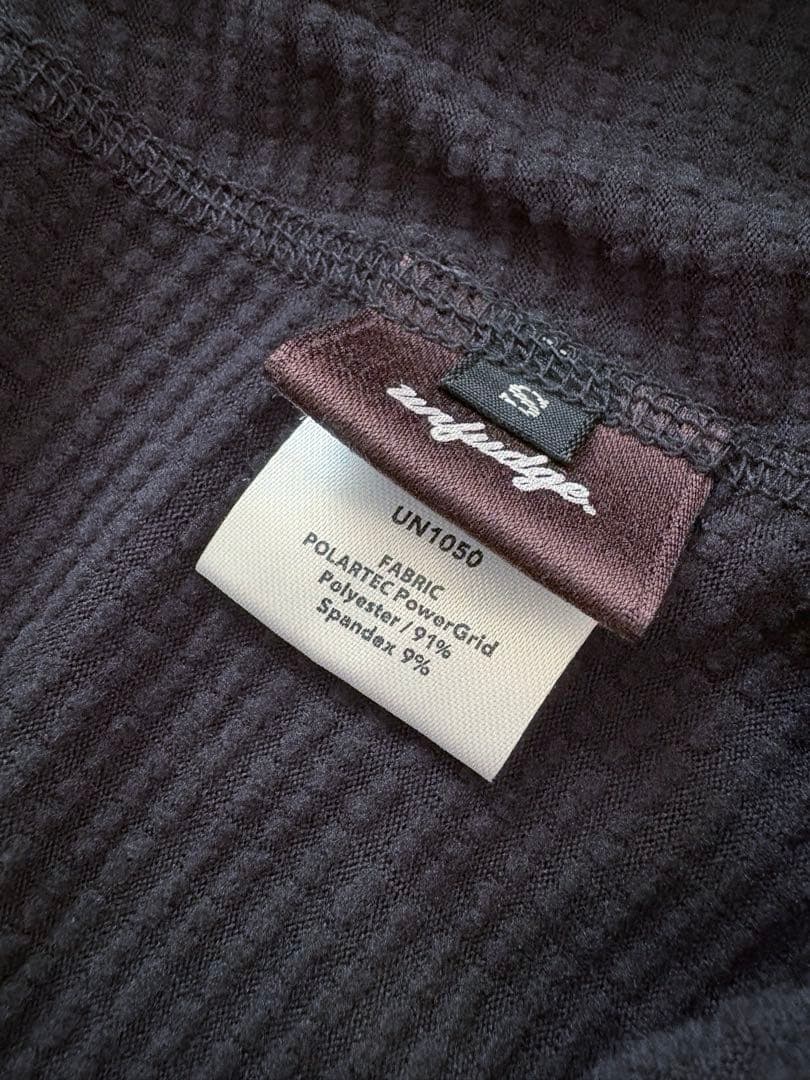 S
unfudge.
UN1050
FABRIC
POLARTEC PowerGrid
Polyester / 91%
Spandex 9%